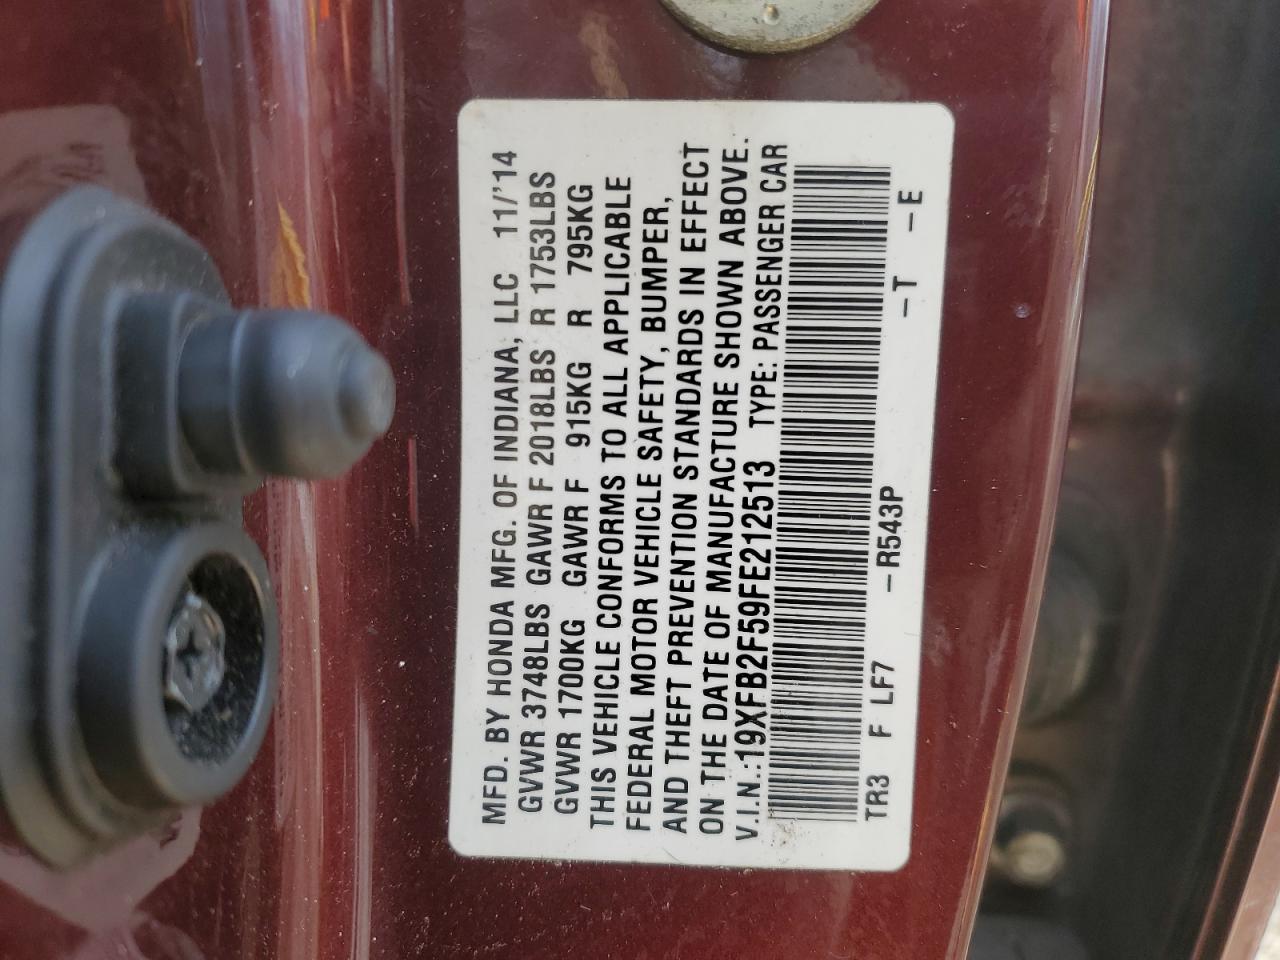 MFD. BY HONDA MFG. OF INDIANA, LLC 11/'14
GVWR 3748LBS GAWR F 2018LBS R 1753LBS
GVWR 1700KG GAWR F 915KG R 795KG
THIS VEHICLE CONFORMS TO ALL APPLICABLE
FEDERAL MOTOR VEHICLE SAFETY, BUMPER,
AND THEFT PREVENTION STANDARDS IN EFFECT
ON THE DATE OF MANUFACTURE SHOWN ABOVE.
V.I.N.:19XFB2F59FE212513 TYPE: PASSENGER CAR
TR3 F LF7 –R543P –T –E